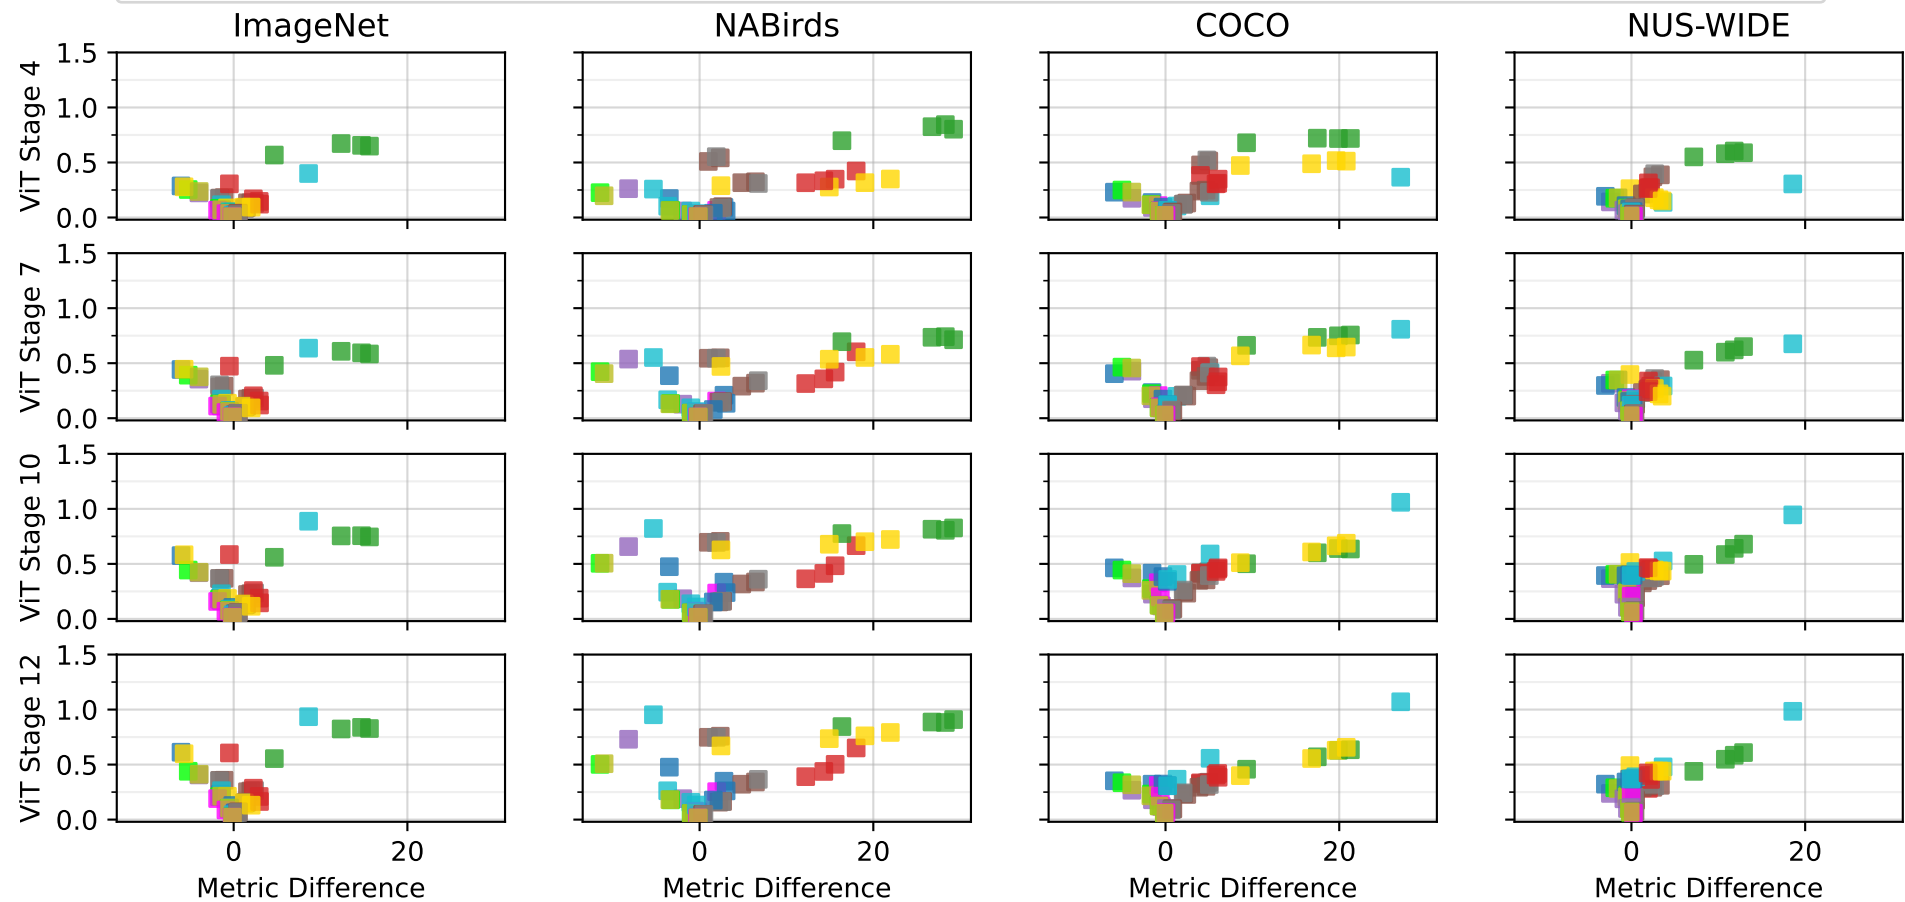 ImageNet NABirds COCO NUS-WIDE
ViT Stage 4
1.5
1.0
0.5
0.0
ViT Stage 7
1.5
1.0
0.5
0.0
ViT Stage 10
1.5
1.0
0.5
0.0
ViT Stage 12
1.5
1.0
0.5
0.0
0 20 0 20 0 20 0 20
Metric Difference Metric Difference Metric Difference Metric Difference